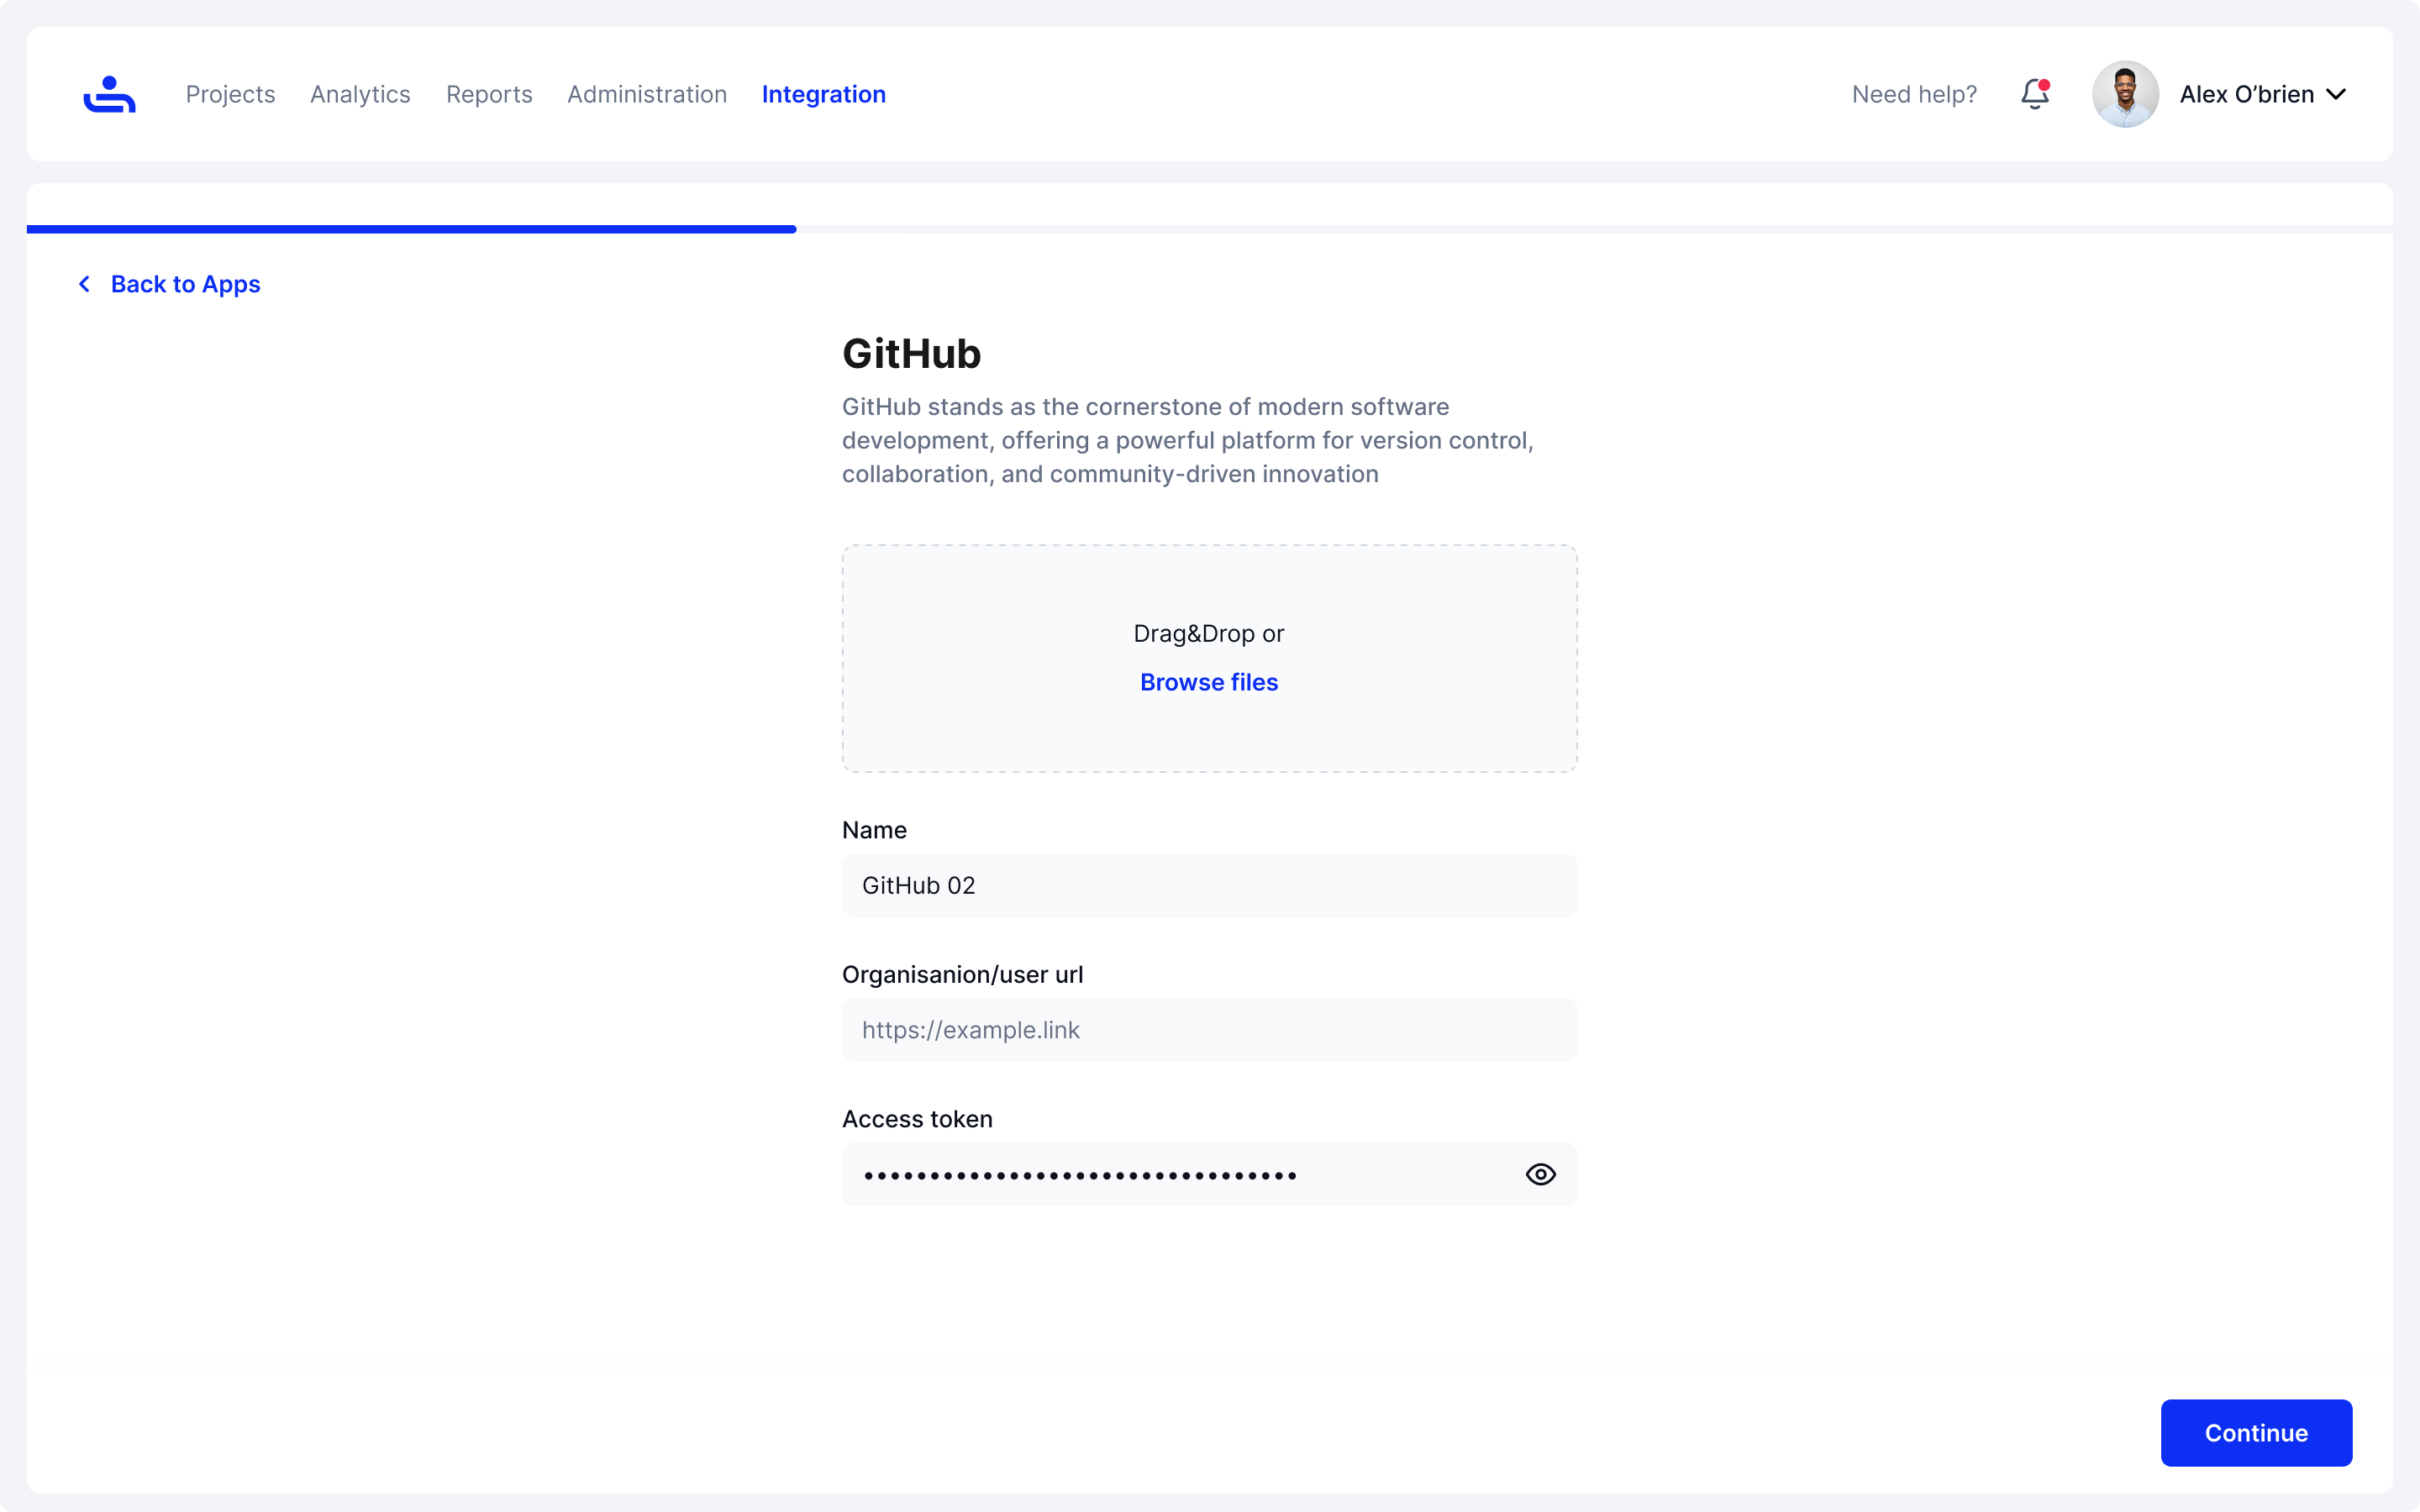 Projects Analytics Reports Administration Integration Need help? Alex O’brien
Back to Apps
GitHub
GitHub stands as the cornerstone of modern software
development, offering a powerful platform for version control,
collaboration, and community-driven innovation
Drag&Drop or
Browse files
Name
GitHub 02
Organisanion/user url
https://example.link
Access token
Continue